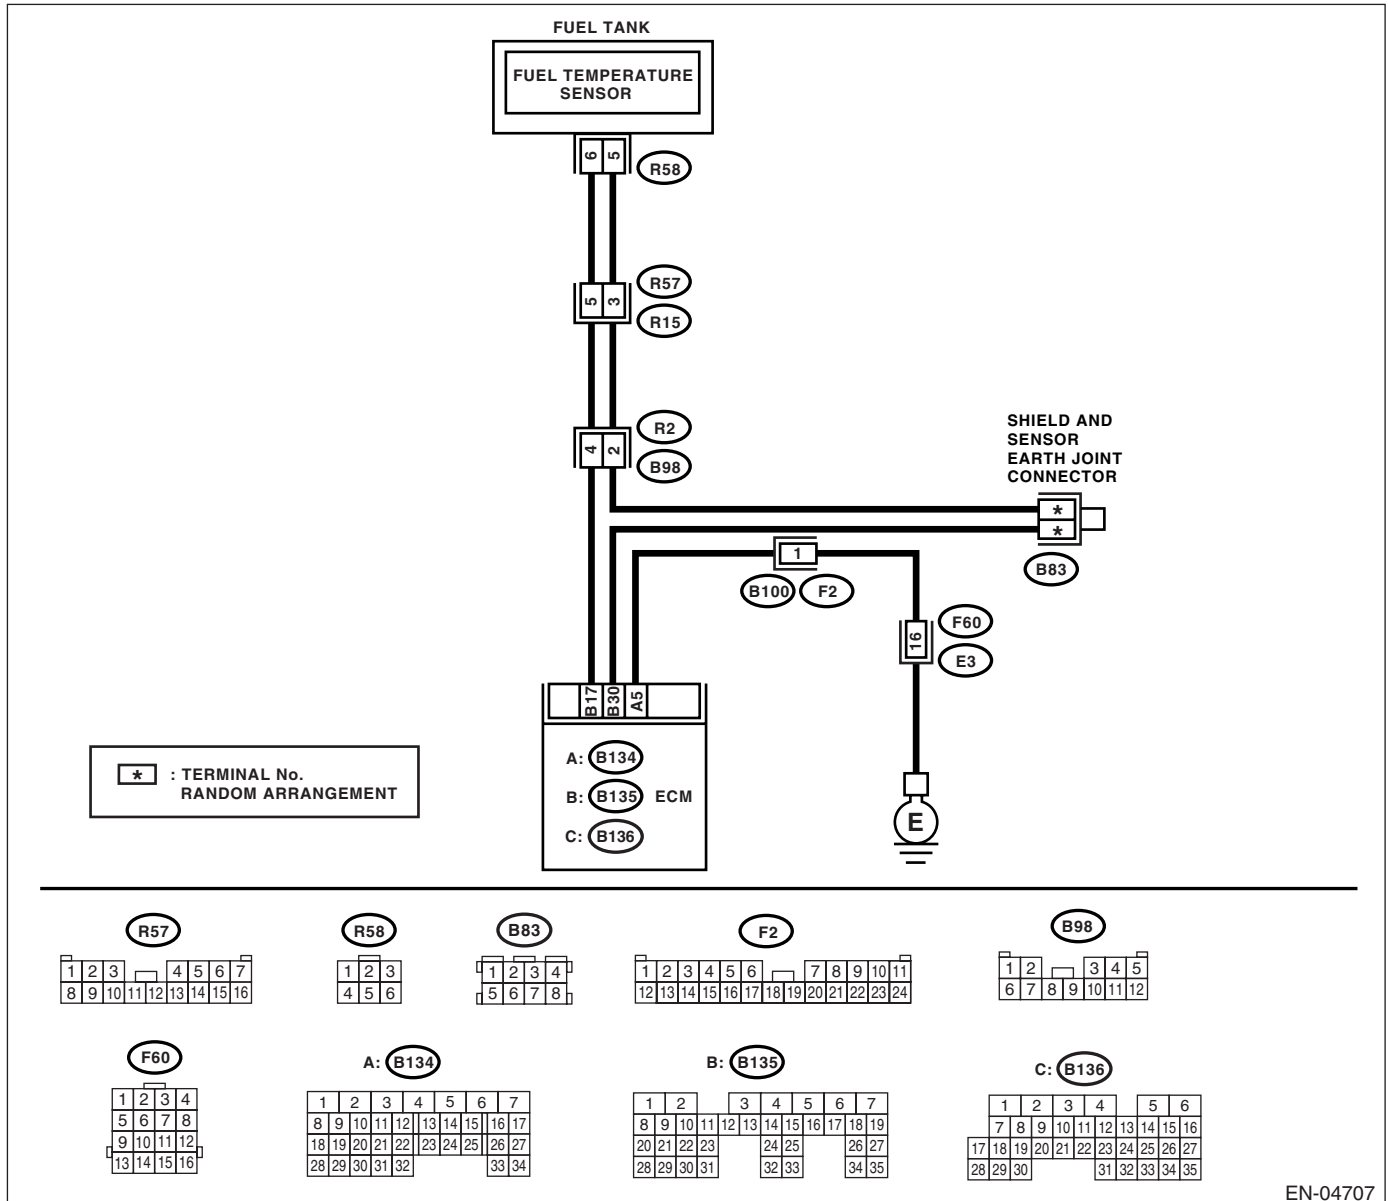 FUEL TANK
FUEL TEMPERATURE
SENSOR
6 5
R58
5 3
R57
R15
4 2
R2
B98
SHIELD AND
SENSOR
EARTH JOINT
CONNECTOR
*
*
B83
1
B100 F2
16
F60
E3
B17 B30 A5
A: B134
B: B135 ECM
C: B136
E
* : TERMINAL No.
RANDOM ARRANGEMENT
R57
1 2 3 4 5 6 7
8 9 10 11 12 13 14 15 16
R58
1 2 3
4 5 6
B83
1 2 3 4
5 6 7 8
F2
1 2 3 4 5 6 7 8 9 10 11
12 13 14 15 16 17 18 19 20 21 22 23 24
B98
1 2 3 4 5
6 7 8 9 10 11 12
F60
1 2 3 4
5 6 7 8
9 10 11 12
13 14 15 16
A: B134
1 2 3 4 5 6 7
8 9 10 11 12 13 14 15 16 17
18 19 20 21 22 23 24 25 26 27
28 29 30 31 32 33 34
B: B135
1 2 3 4 5 6 7
8 9 10 11 12 13 14 15 16 17 18 19
20 21 22 23 24 25 26 27
28 29 30 31 32 33 34 35
C: B136
1 2 3 4 5 6
7 8 9 10 11 12 13 14 15 16
17 18 19 20 21 22 23 24 25 26 27
28 29 30 31 32 33 34 35
EN-04707